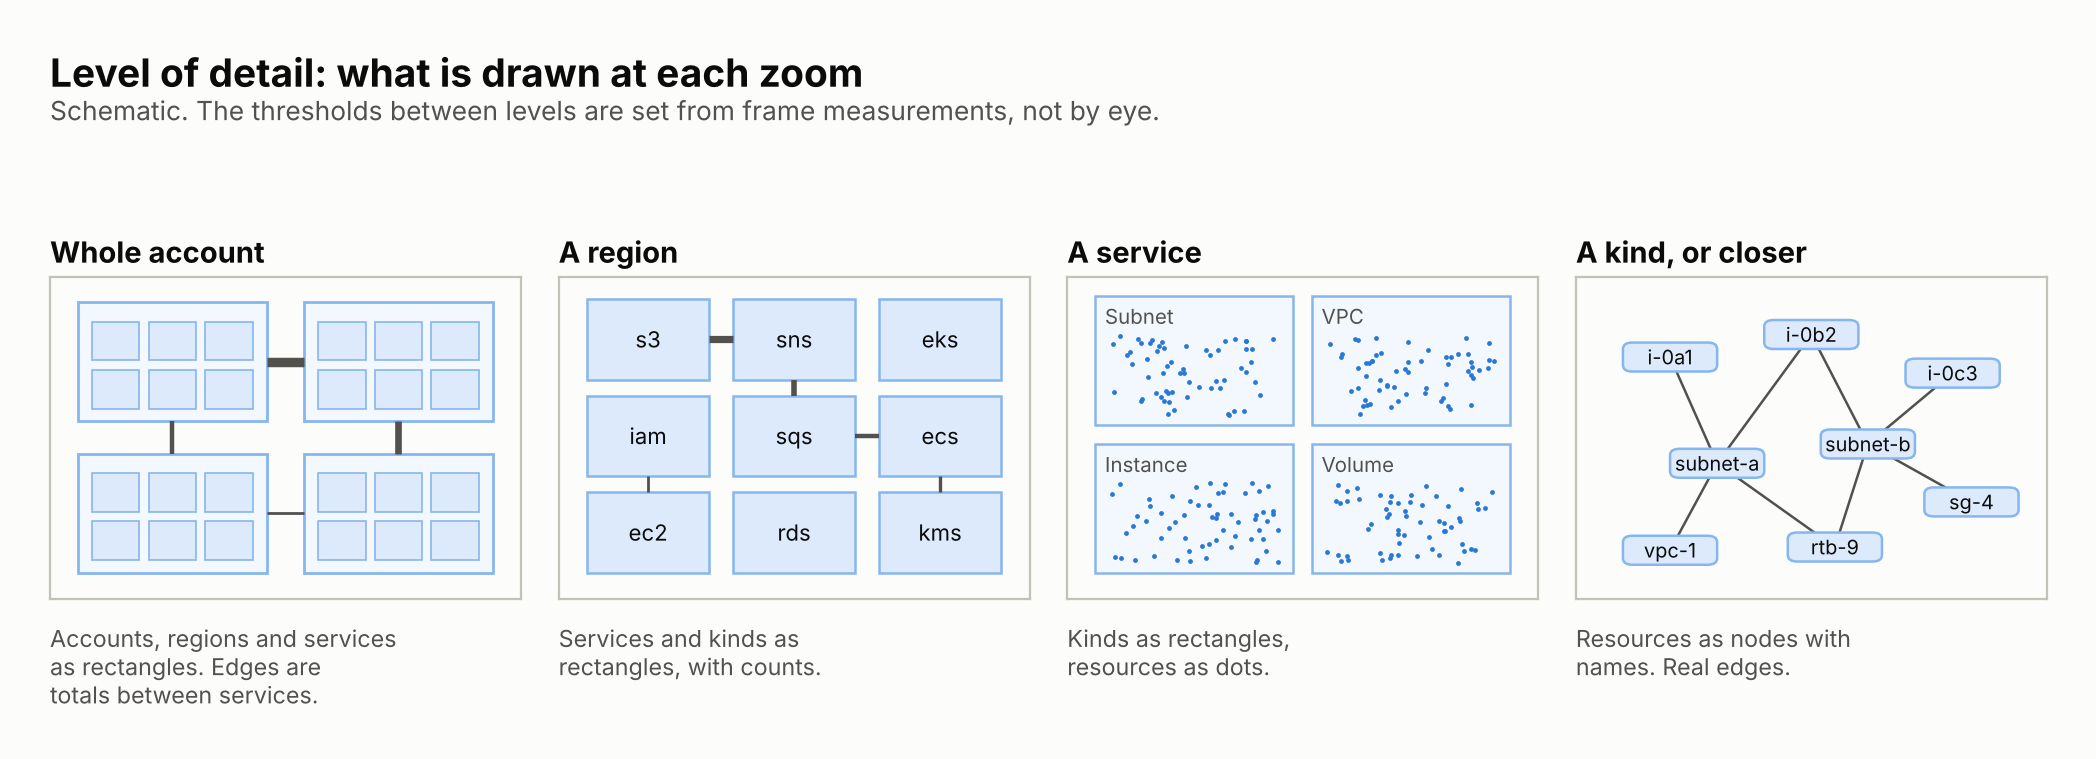 Level of detail: what is drawn at each zoom
Schematic. The thresholds between levels are set from frame measurements, not by eye.
Whole account
Accounts, regions and services
as rectangles. Edges are
totals between services.
A region
s3
sns
eks
iam
sqs
ecs
ec2
rds
kms
Services and kinds as
rectangles, with counts.
A service
Subnet
VPC
Instance
Volume
Kinds as rectangles,
resources as dots.
A kind, or closer
i-0b2
i-0a1
i-0c3
subnet-b
subnet-a
sg-4
rtb-9
vpc-1
Resources as nodes with
names. Real edges.